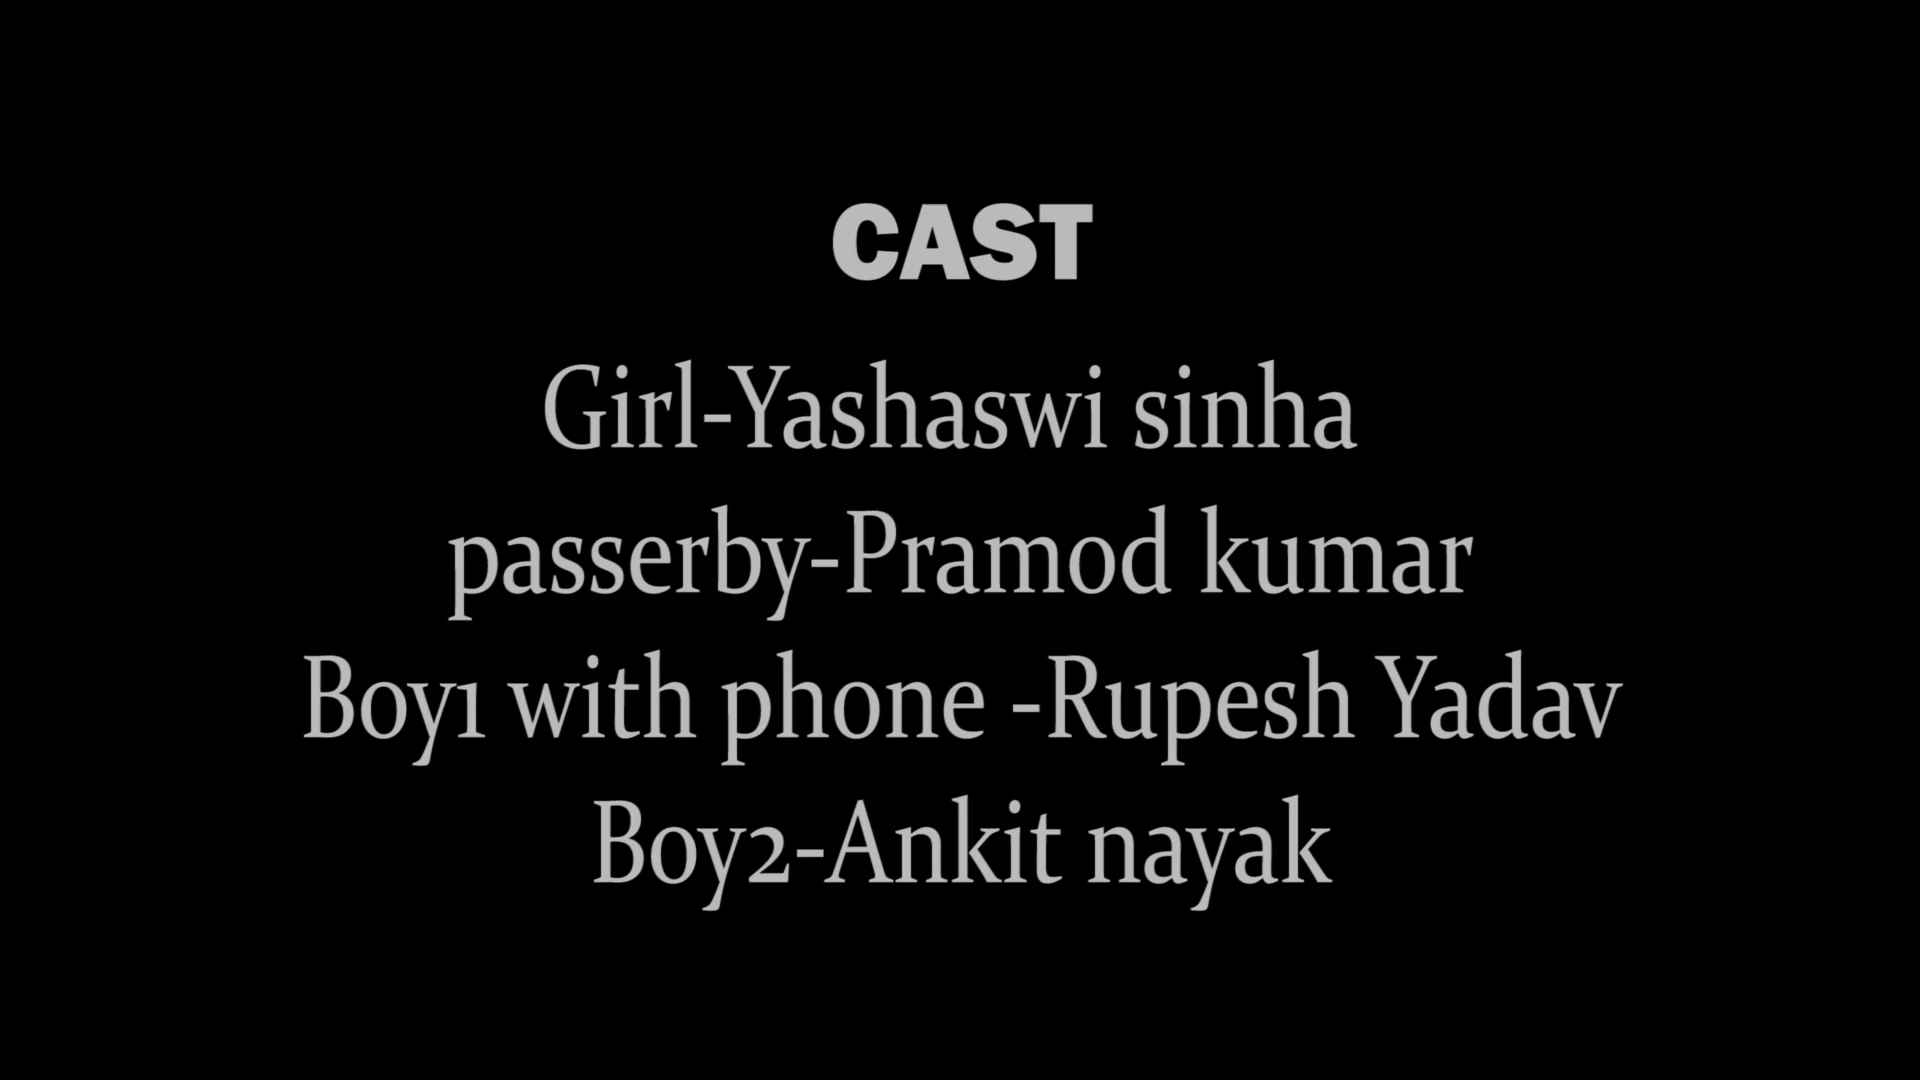 CAST
Girl-Yashaswi sinha
passerby-Pramod kumar
Boy1 with phone -Rupesh Yadav
Boy2-Ankit nayak